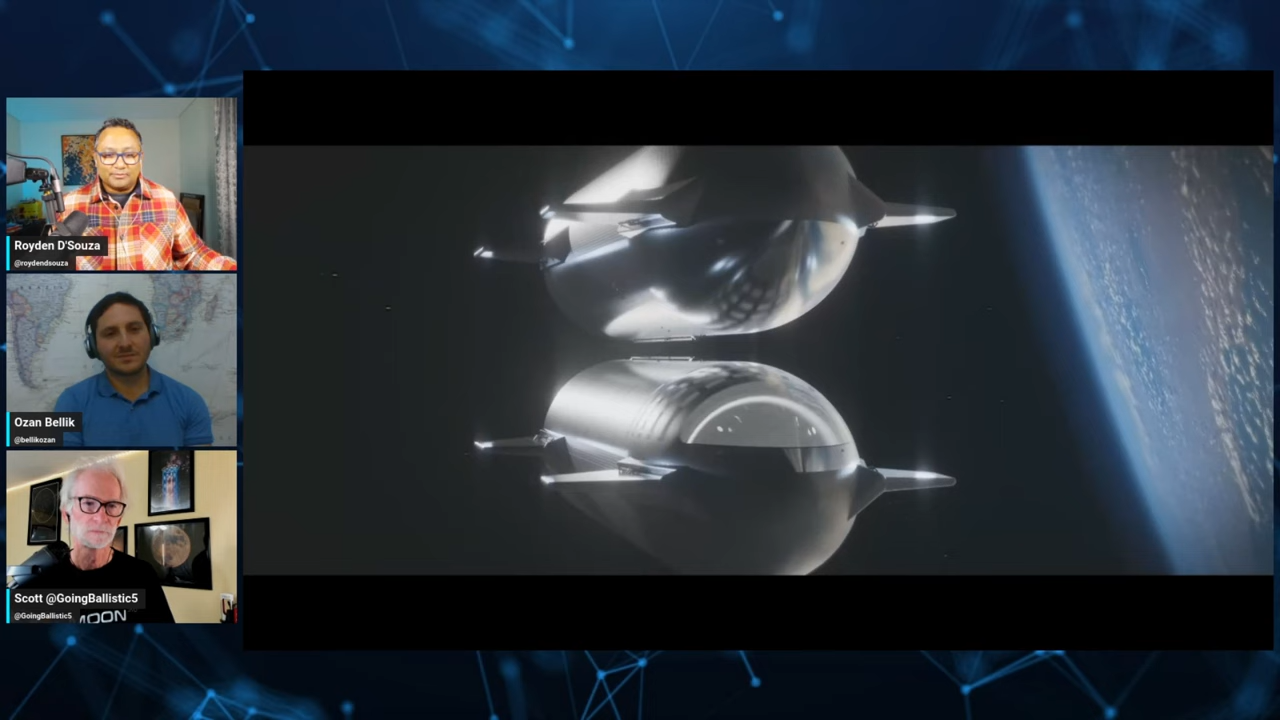 Royden D'Souza
@roydendsouza
Ozan Bellik
@bellikozan
Scott @GoingBallistic5
@GoingBallistic5
MOON